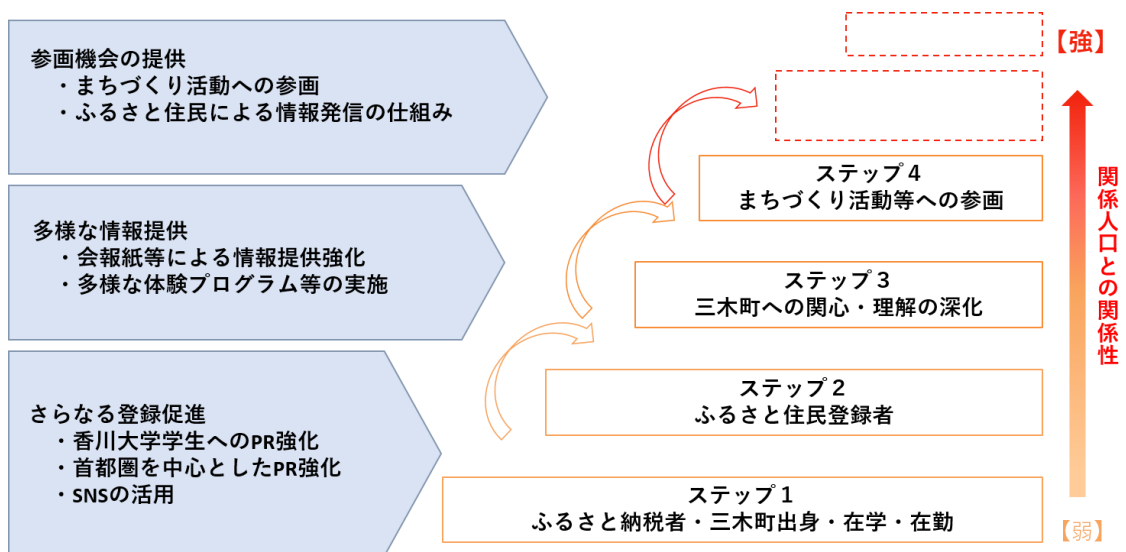 参画機会の提供
・まちづくり活動への参画
・ふるさと住民による情報発信の仕組み
多様な情報提供
・会報紙等による情報提供強化
・多様な体験プログラム等の実施
さらなる登録促進
・香川大学学生へのPR強化
・首都圏を中心としたPR強化
・SNSの活用
【強】
ステップ４
まちづくり活動等への参画
ステップ３
三木町への関心・理解の深化
ステップ２
ふるさと住民登録者
ステップ１
ふるさと納税者・三木町出身・在学・在勤
関係人口との関係性
【弱】